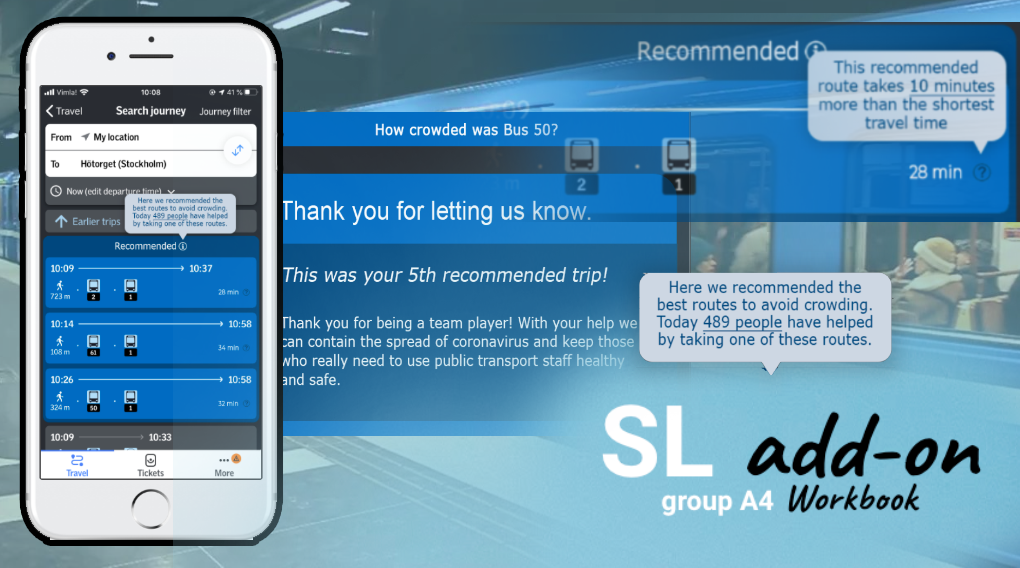 Vimla! 10:08 41 %
Travel Search journey Journey filter
From My location
To Hötorget (Stockholm)
Now (edit departure time)
Here we recommended the
best routes to avoid crowding.
Today 489 people have helped
by taking one of these routes.
Earlier trips
Recommended
10:09 10:37
723 m 2 1 28 min
10:14 10:58
108 m 61 1 34 min
10:26 10:58
324 m 50 1 32 min
10:09 10:33
Travel Tickets More
How crowded was Bus 50?
Thank you for letting us know.
This was your 5th recommended trip!
Thank you for being a team player! With your help we
can contain the spread of coronavirus and keep those
who really need to use public transport staff healthy
and safe.
Recommended
This recommended
route takes 10 minutes
more than the shortest
travel time
28 min ?
2 1
Here we recommended the
best routes to avoid crowding.
Today 489 people have helped
by taking one of these routes.
SL add-on
group A4 Workbook